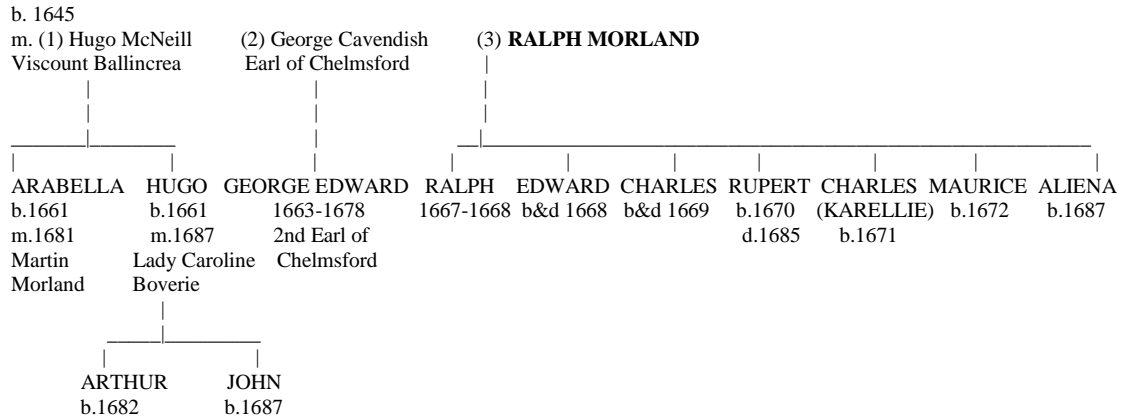 b. 1645
m. (1) Hugo McNeill (2) George Cavendish (3) RALPH MORLAND
Viscount Ballincrea Earl of Chelmsford
ARABELLA HUGO GEORGE EDWARD RALPH EDWARD CHARLES RUPERT CHARLES MAURICE ALIENA
b.1661 b.1661 1663-1678 1667-1668 b&d 1668 b&d 1669 b.1670 (KARELLIE) b.1672 b.1687
m.1681 m.1687 2nd Earl of d.1685 b.1671
Martin Lady Caroline Chelmsford
Morland Boverie
ARTHUR JOHN
b.1682 b.1687